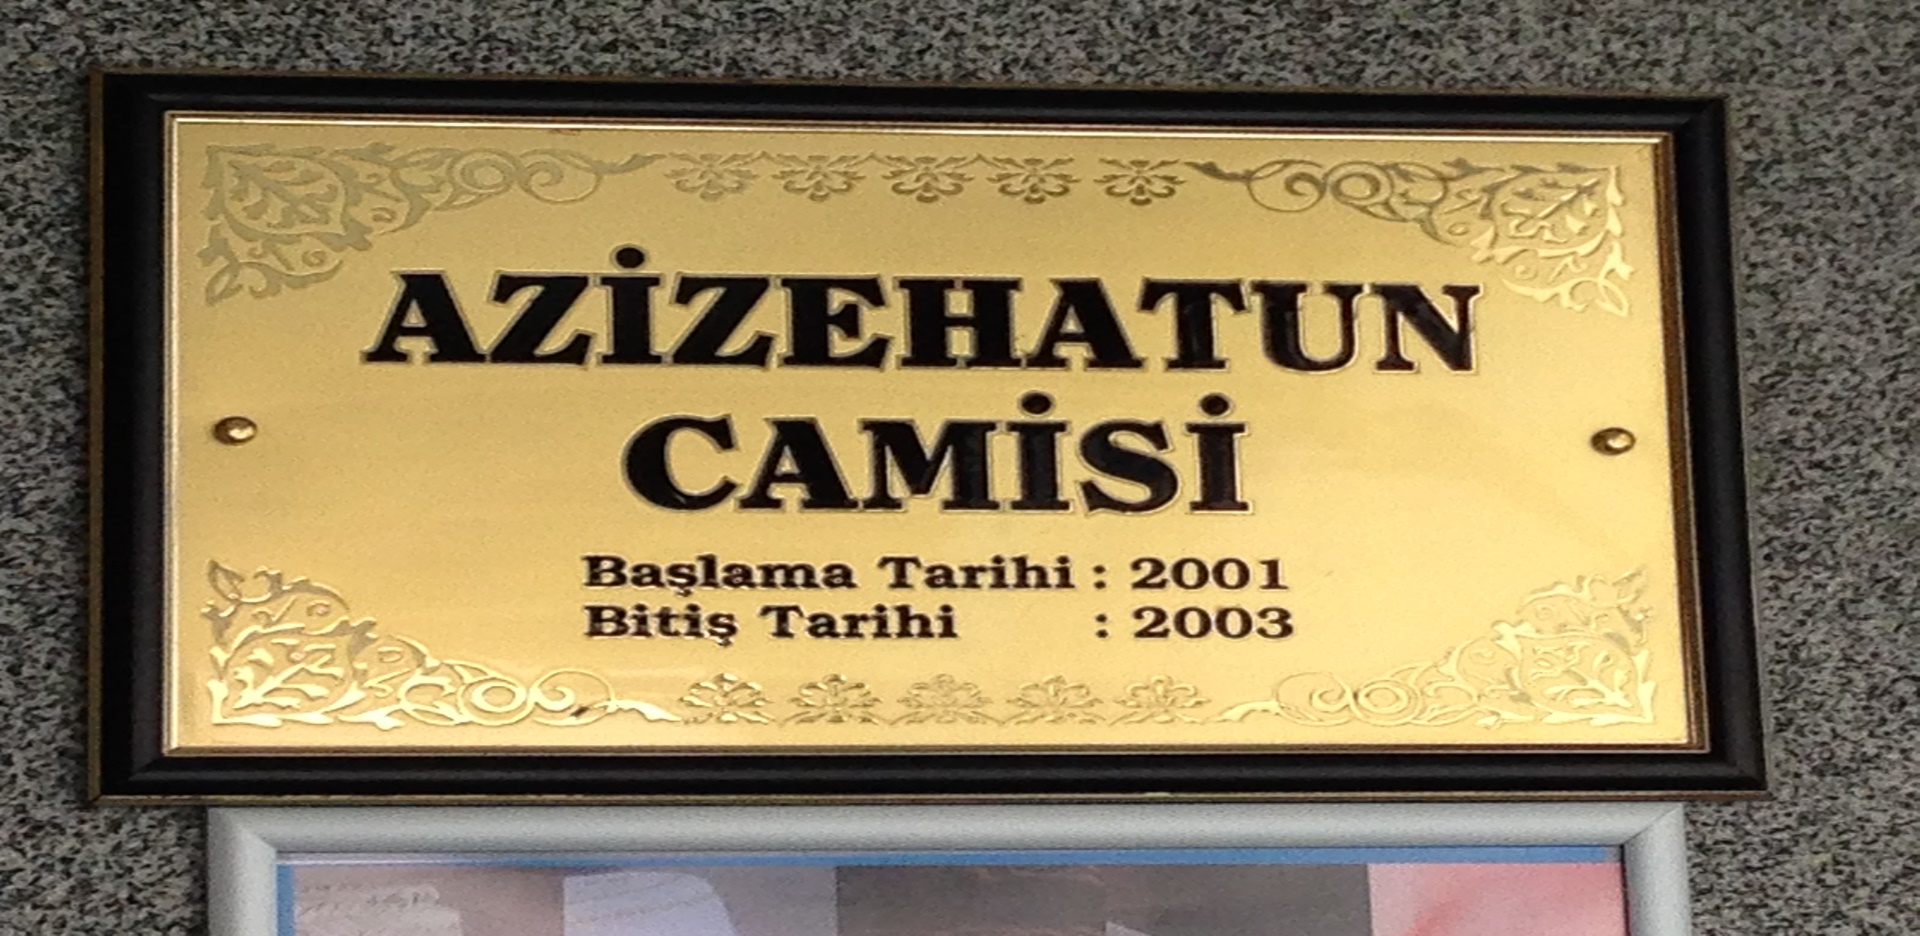 AZİZEHATUN
CAMİSİ
Başlama Tarihi : 2001
Bitiş Tarihi : 2003